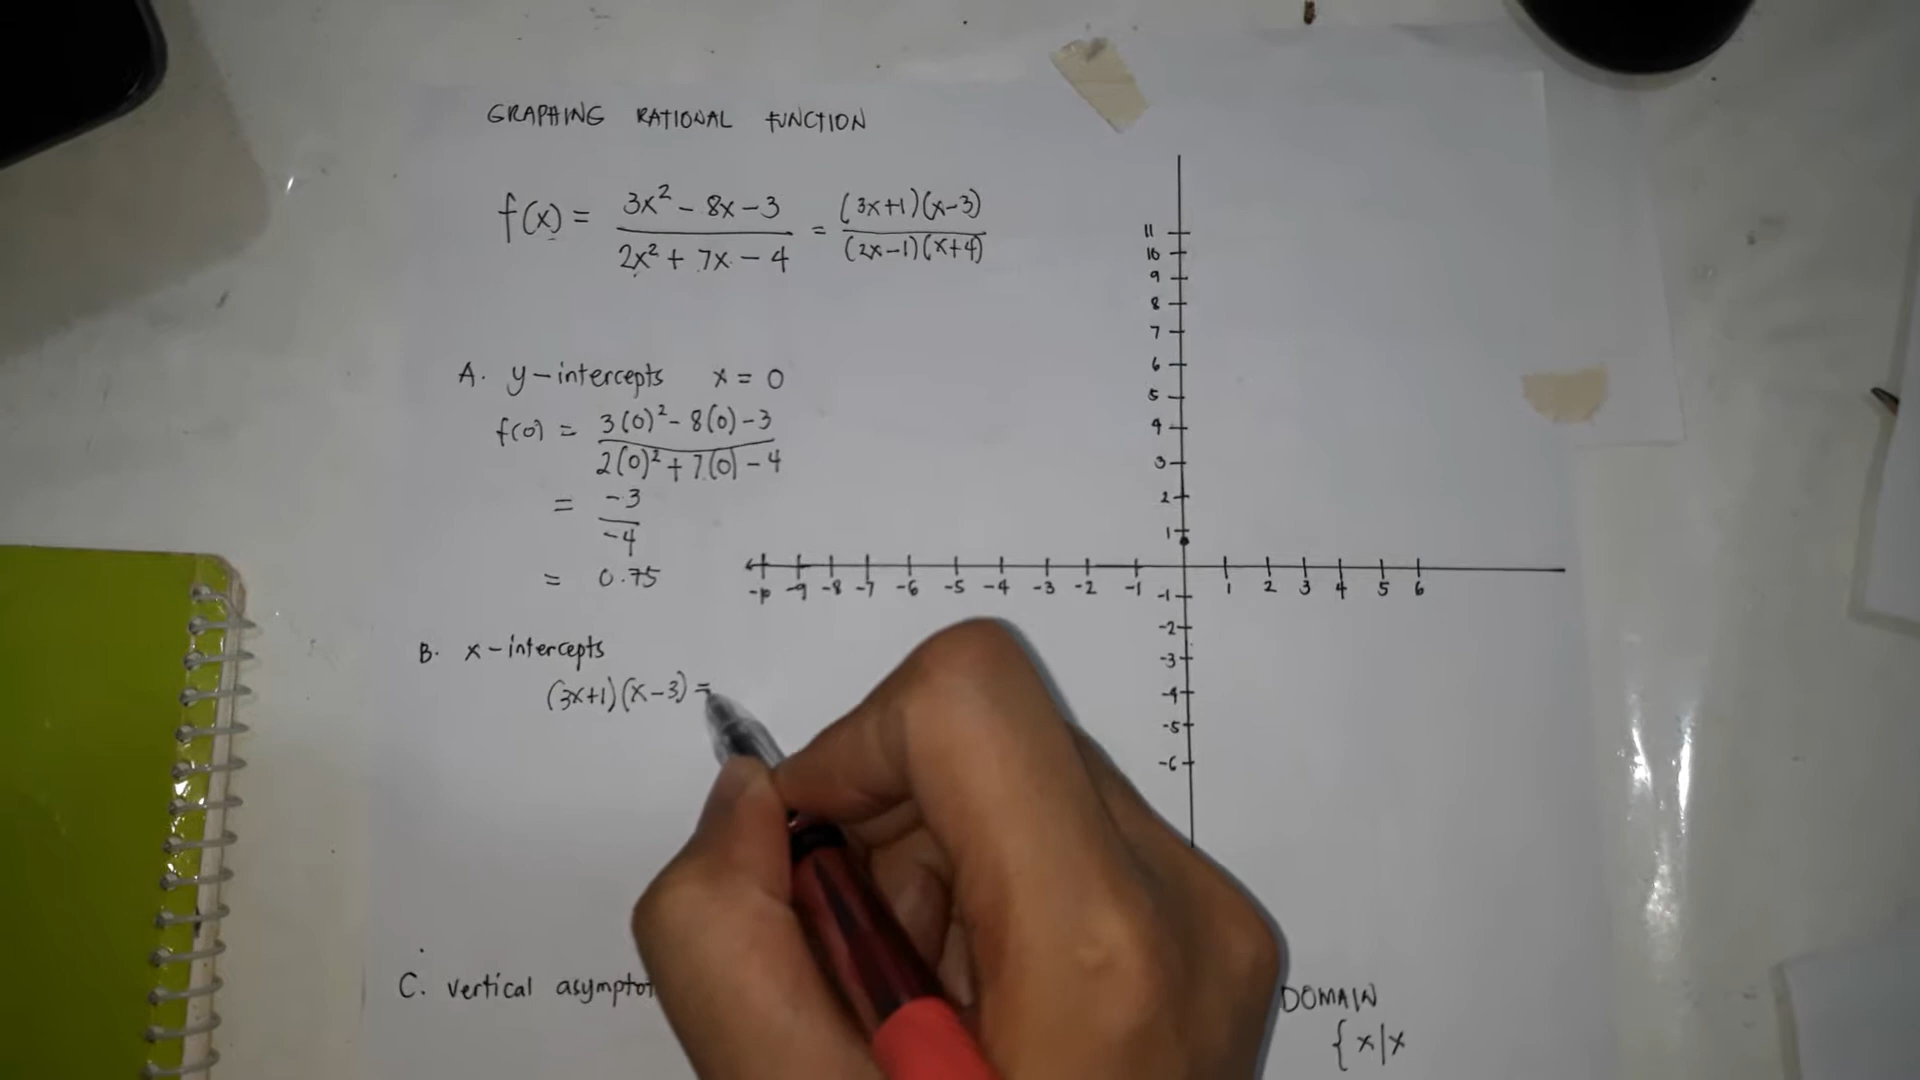 GRAPHING RATIONAL FUNCTION
f(x) = 3x² - 8x - 3 / 2x² + 7x - 4 = (3x+1)(x-3) / (2x-1)(x+4)
A. y-intercepts x = 0
f(0) = 3(0)² - 8(0) - 3 / 2(0)² + 7(0) - 4
= -3 / -4
= 0.75
B. x-intercepts
(3x+1)(x-3) =
C. vertical
11
10
9
8
7
6
5
4
3
2
1
-10 -9 -8 -7 -6 -5 -4 -3 -2 -1 1 2 3 4 5 6
-1
-2
-3
-4
-5
-6
DOMAIN
{x|x